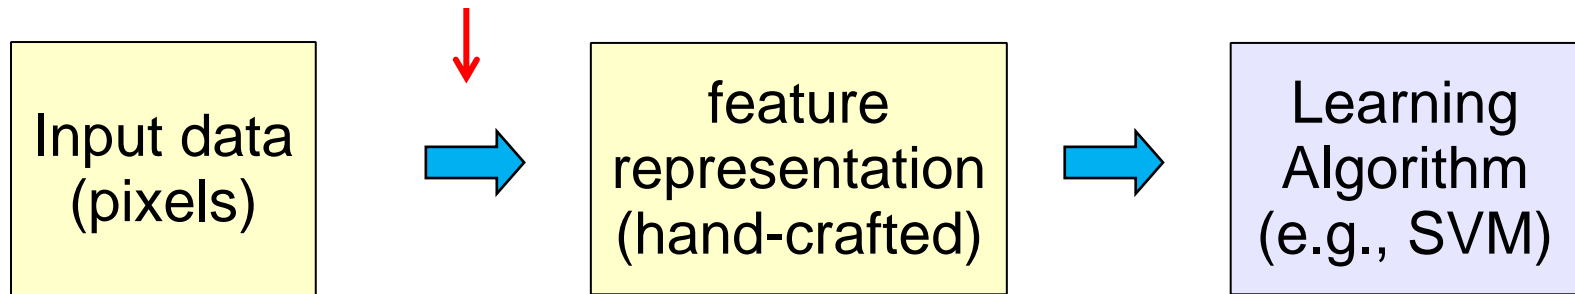 Input data
(pixels)
feature
representation
(hand-crafted)
Learning
Algorithm
(e.g., SVM)